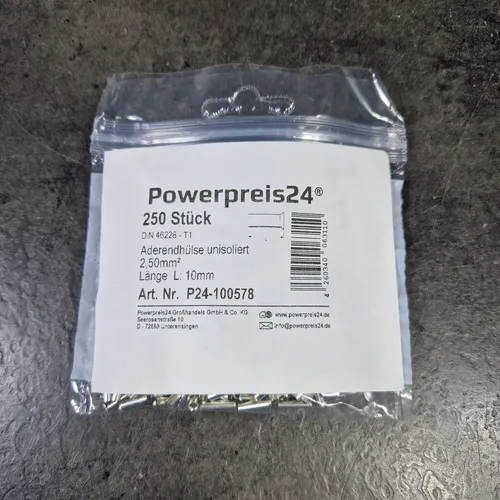 Powerpreis24®
250 Stück
DIN 46228 - T1
L
Aderendhülse unisoliert
2,50mm²
Länge L: 10mm
Art. Nr. P24-100578
4 260340 063110
Powerpreis24 Großhandels GmbH & Co. KG
Seerosenstraße 10
D - 72669 Unterensingen
www.powerpreis24.de
info@powerpreis24.de